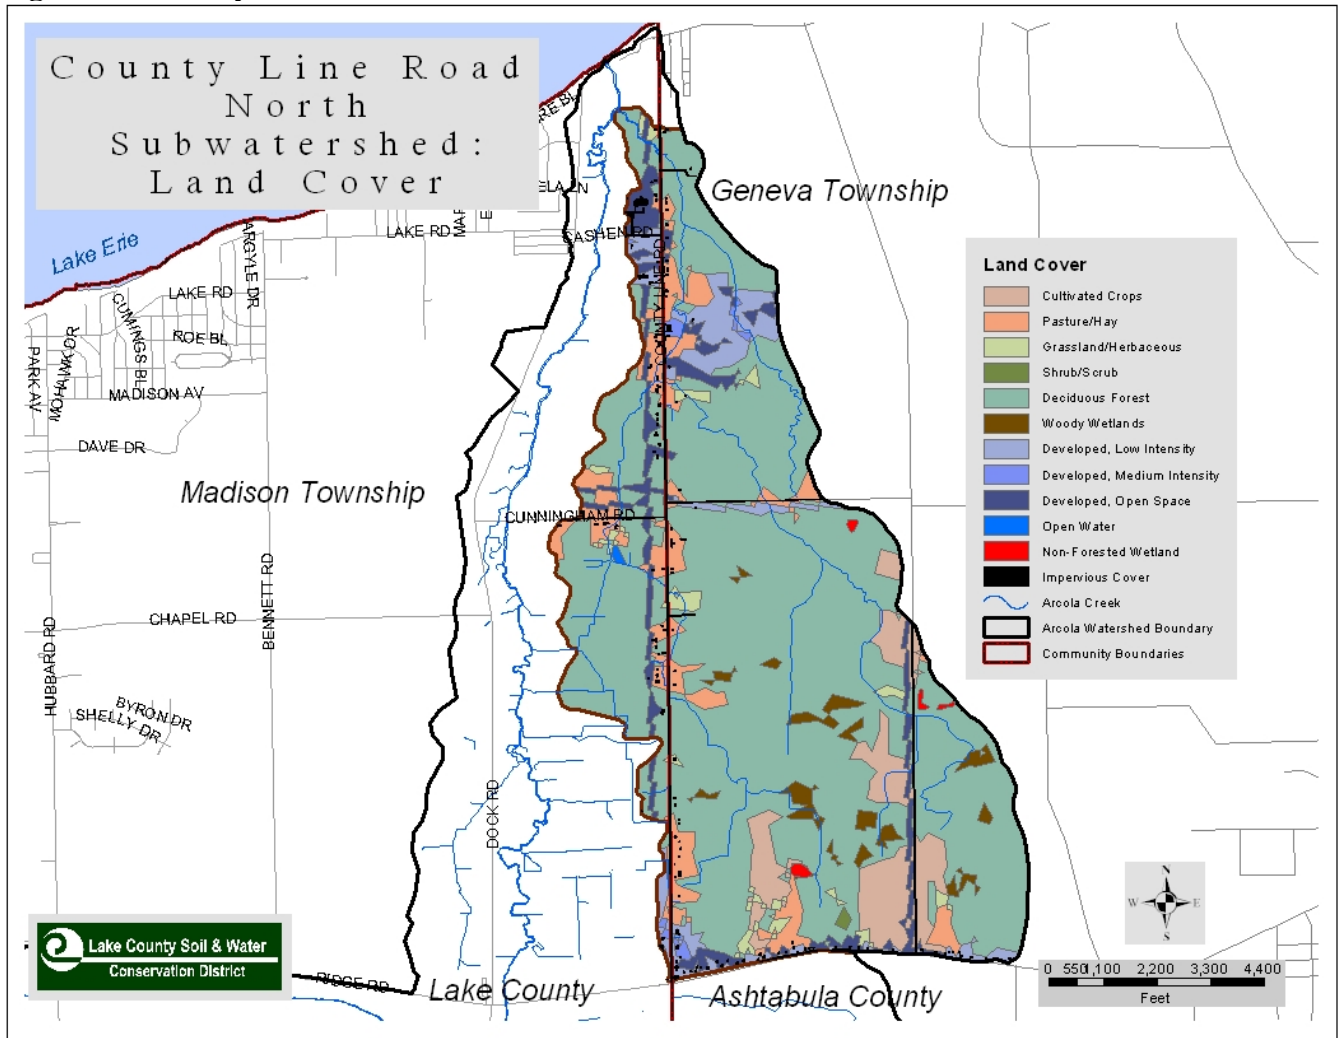 County Line Road
North
Subwatershed:
Land Cover
Lake Erie
Geneva Township
Madison Township
Lake County
Ashtabula County
LAKE RD
CASHEN RD
COUNTY LINE RD
ARGYLE DR
LAKE RD
CUMINGS BL
ROE BL
MOHAWK DR
PARK AV
MADISON AV
DAVE DR
CUNNINGHAM RD
BENNETT RD
CHAPEL RD
HUBBARD RD
BYRON DR
SHELLY DR
DOCK RD
RIDGE RD
Land Cover
Cultivated Crops
Pasture/Hay
Grassland/Herbaceous
Shrub/Scrub
Deciduous Forest
Woody Wetlands
Developed, Low Intensity
Developed, Medium Intensity
Developed, Open Space
Open Water
Non-Forested Wetland
Impervious Cover
Arcola Creek
Arcola Watershed Boundary
Community Boundaries
N
W E
S
0 550 1,100 2,200 3,300 4,400
Feet
Lake County Soil & Water
Conservation District